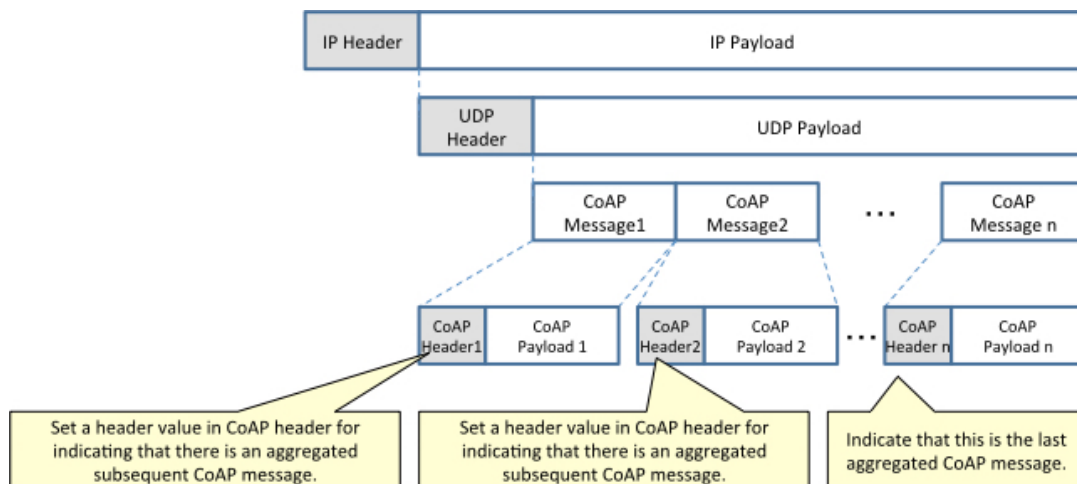 IP Header
IP Payload
UDP
Header
UDP Payload
CoAP
Message1
CoAP
Message2
...
CoAP
Message n
CoAP
Header1
CoAP
Payload 1
CoAP
Header2
CoAP
Payload 2
...
CoAP
Header n
CoAP
Payload n
Set a header value in CoAP header for
indicating that there is an aggregated
subsequent CoAP message.
Set a header value in CoAP header for
indicating that there is an aggregated
subsequent CoAP message.
Indicate that this is the last
aggregated CoAP message.